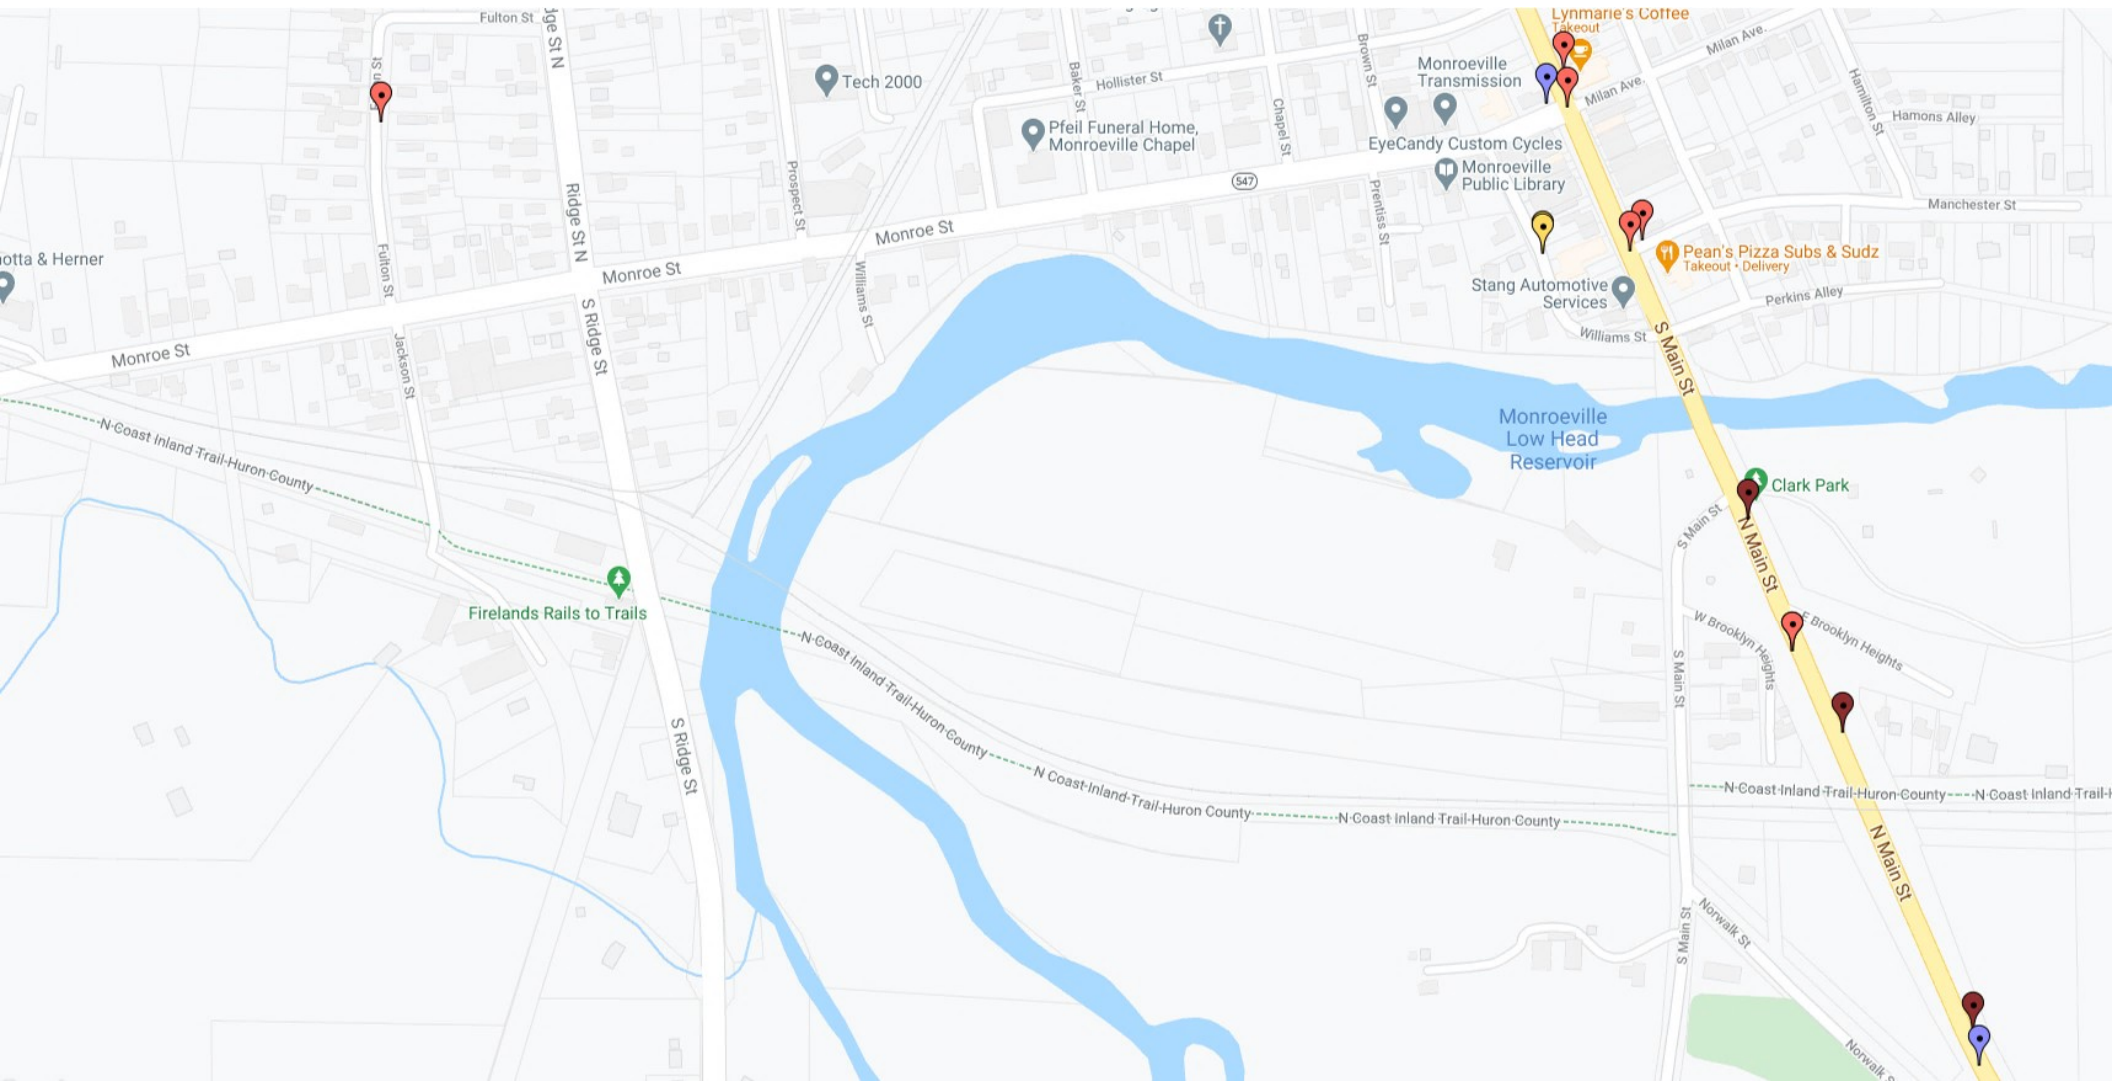 Fulton St
Lynmarie's Coffee
Takeout
Milan Ave.
Tech 2000
Baker St
Hollister St
Brown St
Monroeville
Transmission
Milan Ave.
Hamilton St
Hamons Alley
Pfeil Funeral Home,
Monroeville Chapel
Chapel St
EyeCandy Custom Cycles
Monroeville
Public Library
547
Prospect St
Ridge St N
Prentiss St
Manchester St
Monroe St
Fulton St
Pean's Pizza Subs & Sudz
Takeout • Delivery
Monroe St
Williams St
Stang Automotive
Services
Perkins Alley
S Ridge St
Williams St
Monroe St
Jackson St
S Main St
N Coast Inland Trail-Huron County
Monroeville
Low Head
Reservoir
Clark Park
S Main St
N Main St
Firelands Rails to Trails
N Coast Inland Trail-Huron County
W Brooklyn Heights
E Brooklyn Heights
S Main St
S Ridge St
N Coast Inland Trail-Huron County
N Coast Inland Trail-Huron County
N Coast Inland Trail-Huron County
N Coast Inland Trail-H
N Main St
Norwalk St
S Main St
Norwalk S